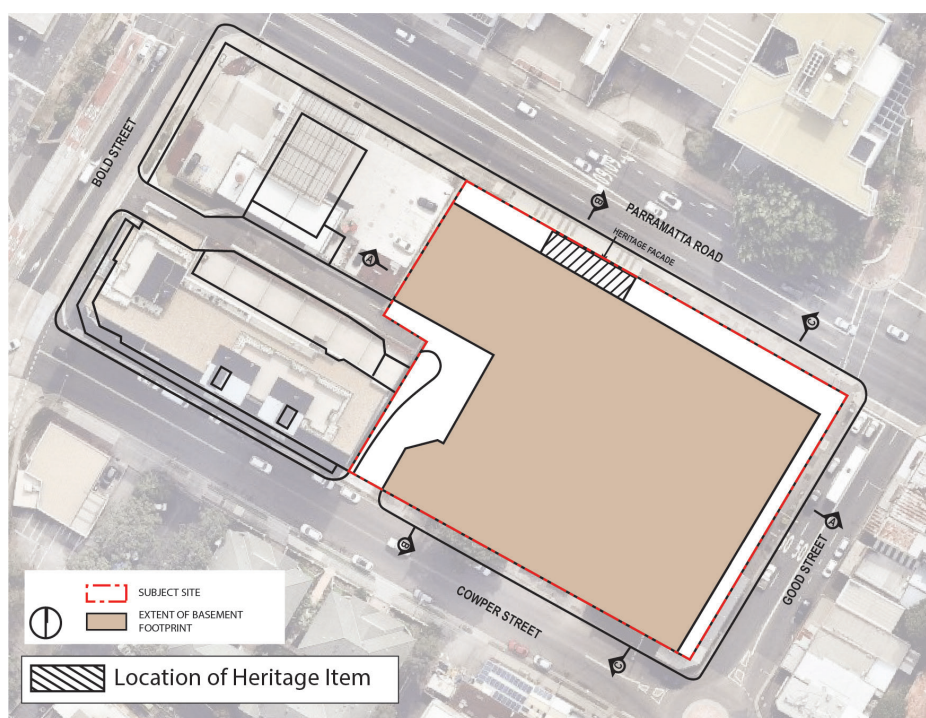 BOLD STREET
B
PARRAMATTA ROAD
HERITAGE FACADE
A
C
A
GOOD STREET
B
COWPER STREET
C
SUBJECT SITE
EXTENT OF BASEMENT
FOOTPRINT
Location of Heritage Item